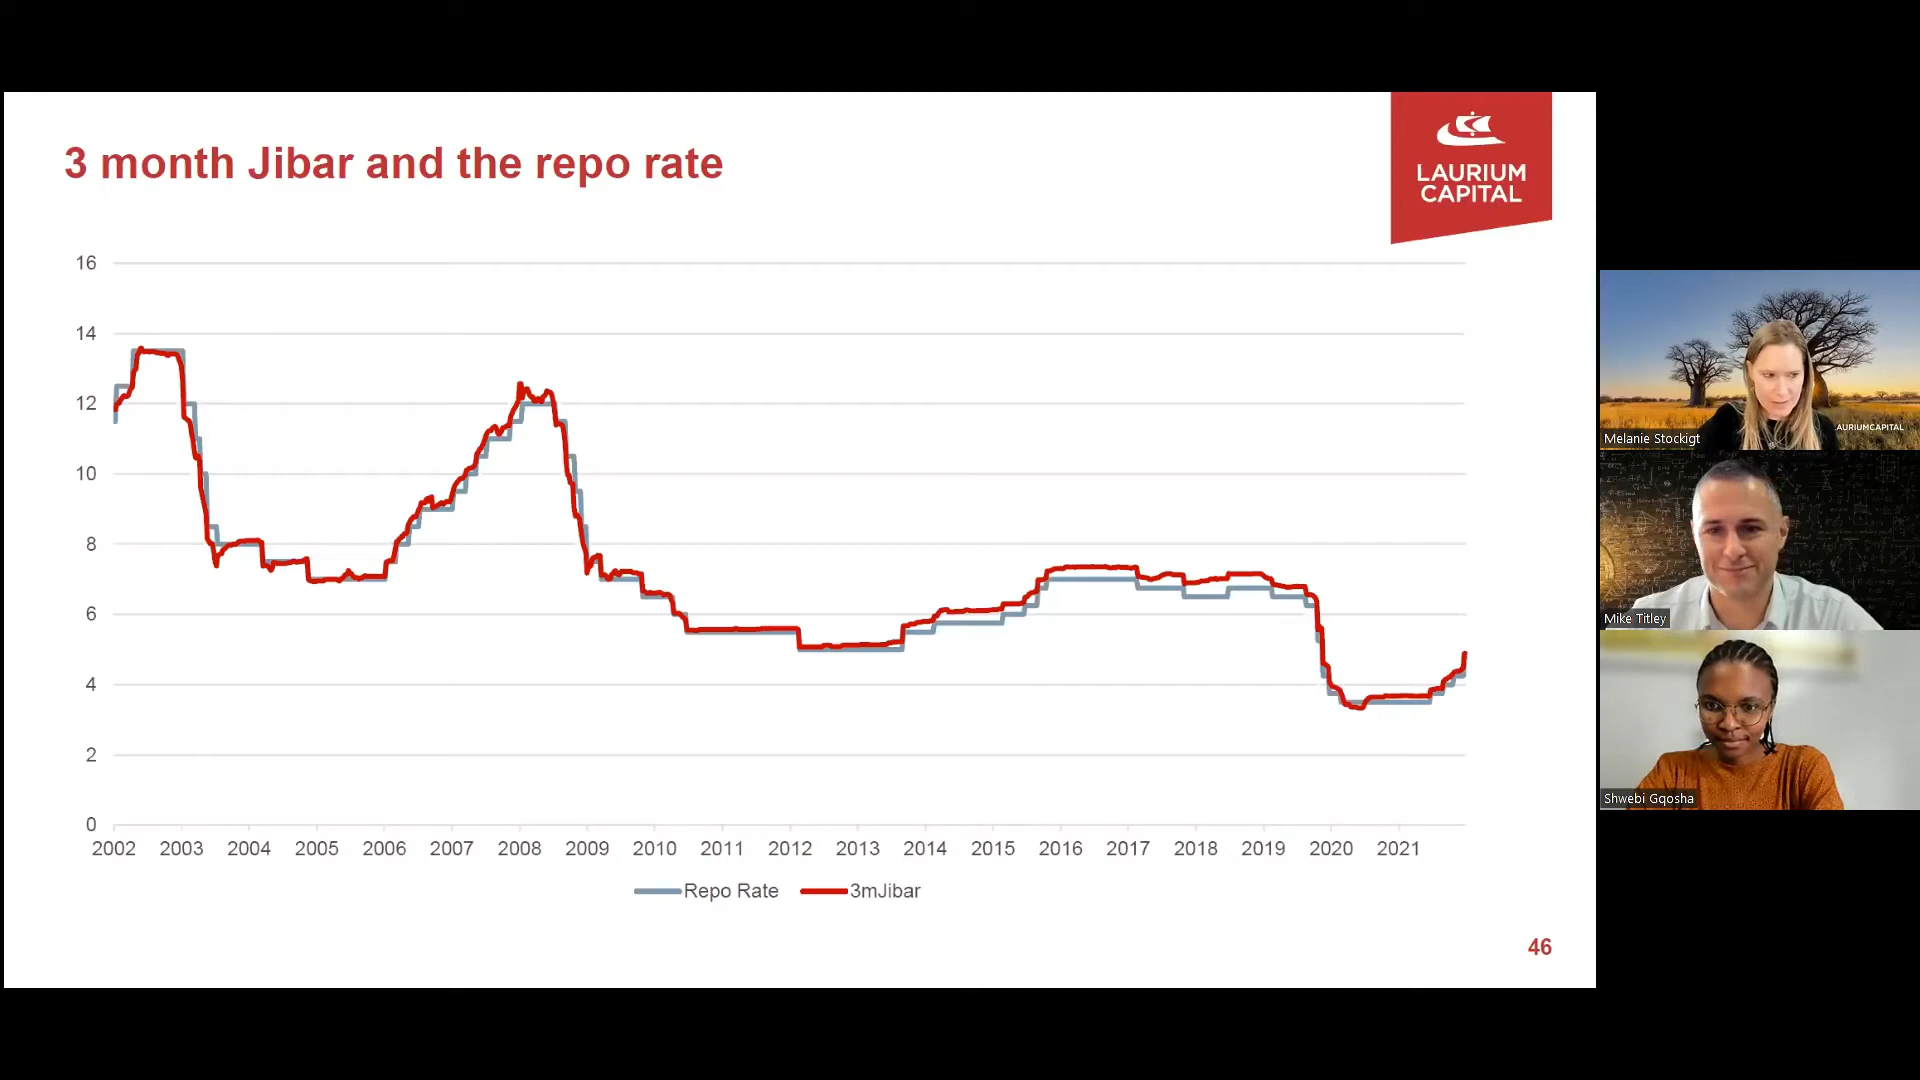 3 month Jibar and the repo rate
LAURIUM
CAPITAL
16
14
12
10
8
6
4
2
0
2002 2003 2004 2005 2006 2007 2008 2009 2010 2011 2012 2013 2014 2015 2016 2017 2018 2019 2020 2021
Repo Rate 3mJibar
46
Melanie Stockigt
AURIUMCAPITAL
Mike Titley
Shwebi Gqosha